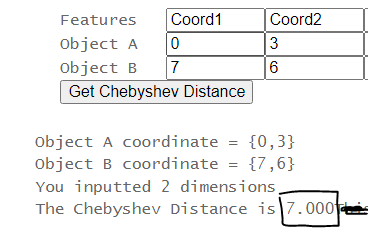 Features Coord1 Coord2
Object A 0 3
Object B 7 6
Get Chebyshev Distance
Object A coordinate = {0,3}
Object B coordinate = {7,6}
You inputted 2 dimensions
The Chebyshev Distance is 7.000